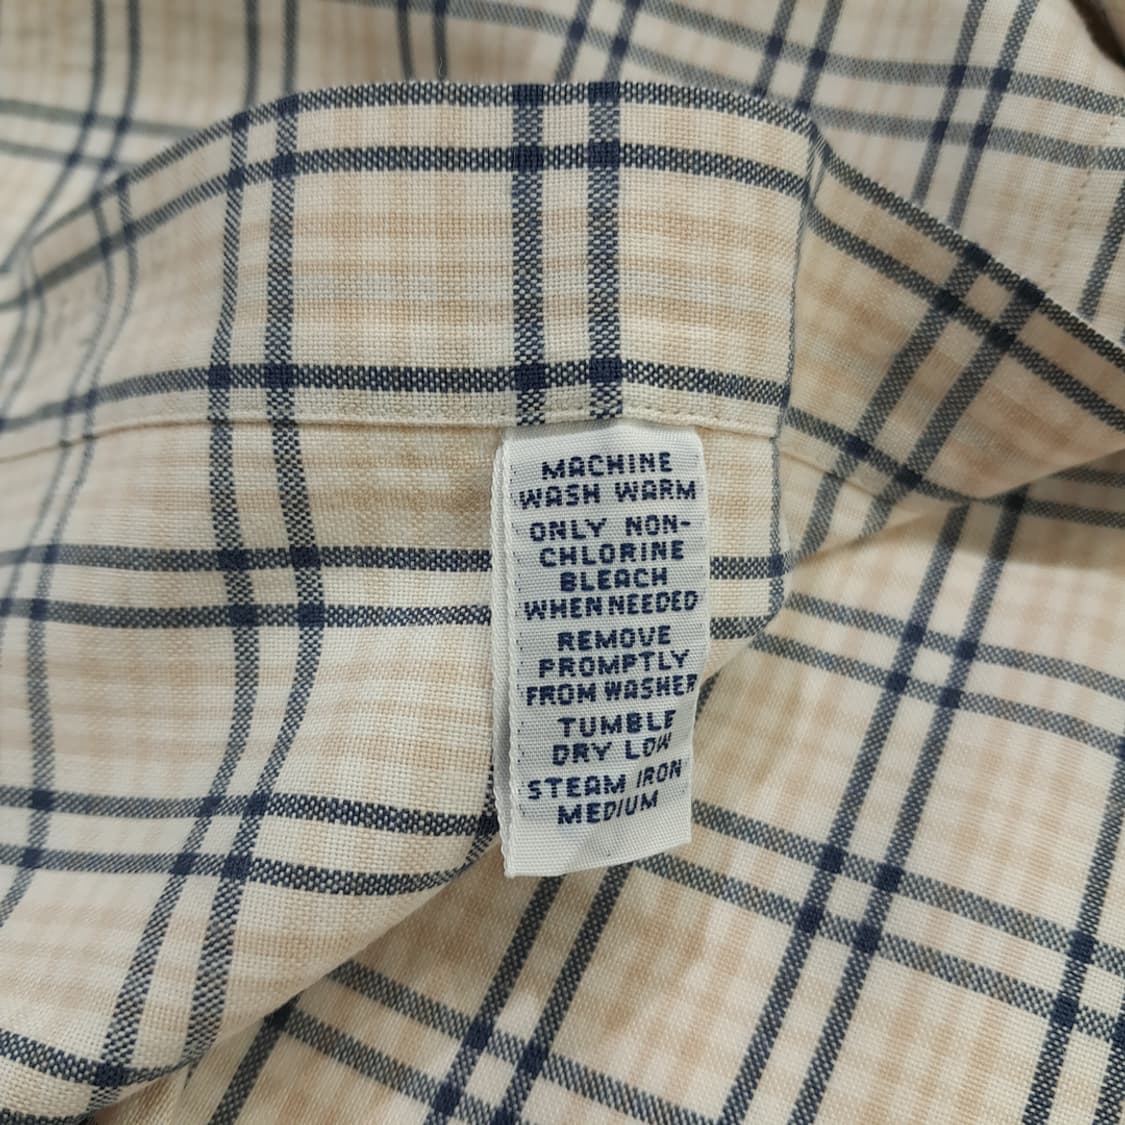 MACHINE
WASH WARM
ONLY NON-
CHLORINE
BLEACH
WHEN NEEDED
REMOVE
PROMPTLY
FROM WASHER
TUMBLE
DRY LOW
STEAM IRON
MEDIUM